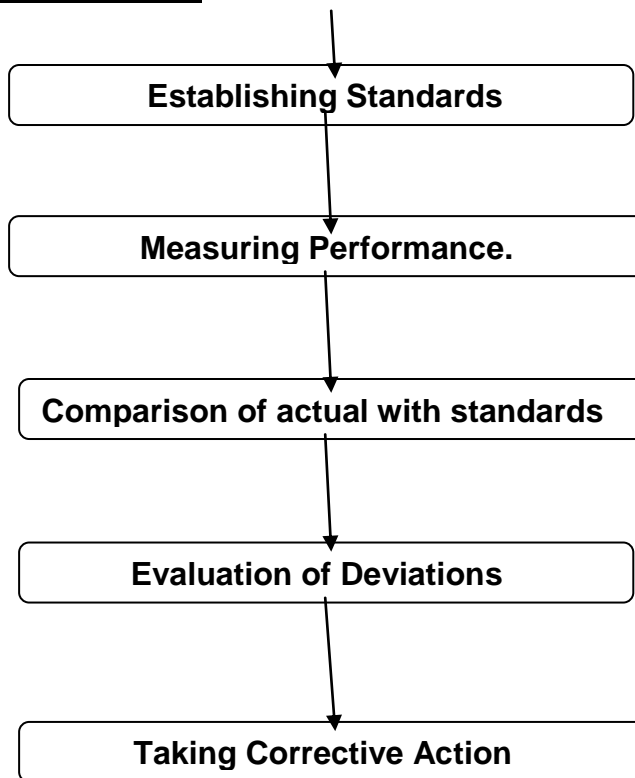 Establishing Standards
Measuring Performance.
Comparison of actual with standards
Evaluation of Deviations
Taking Corrective Action